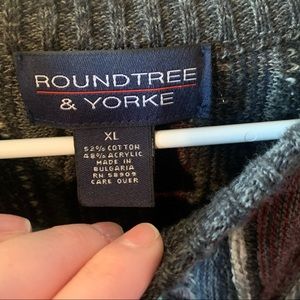 ROUNDTREE
& YORKE
XL
52% COTTON
48% ACRYLIC
MADE IN
BULGARIA
RN 58909
CARE OVER